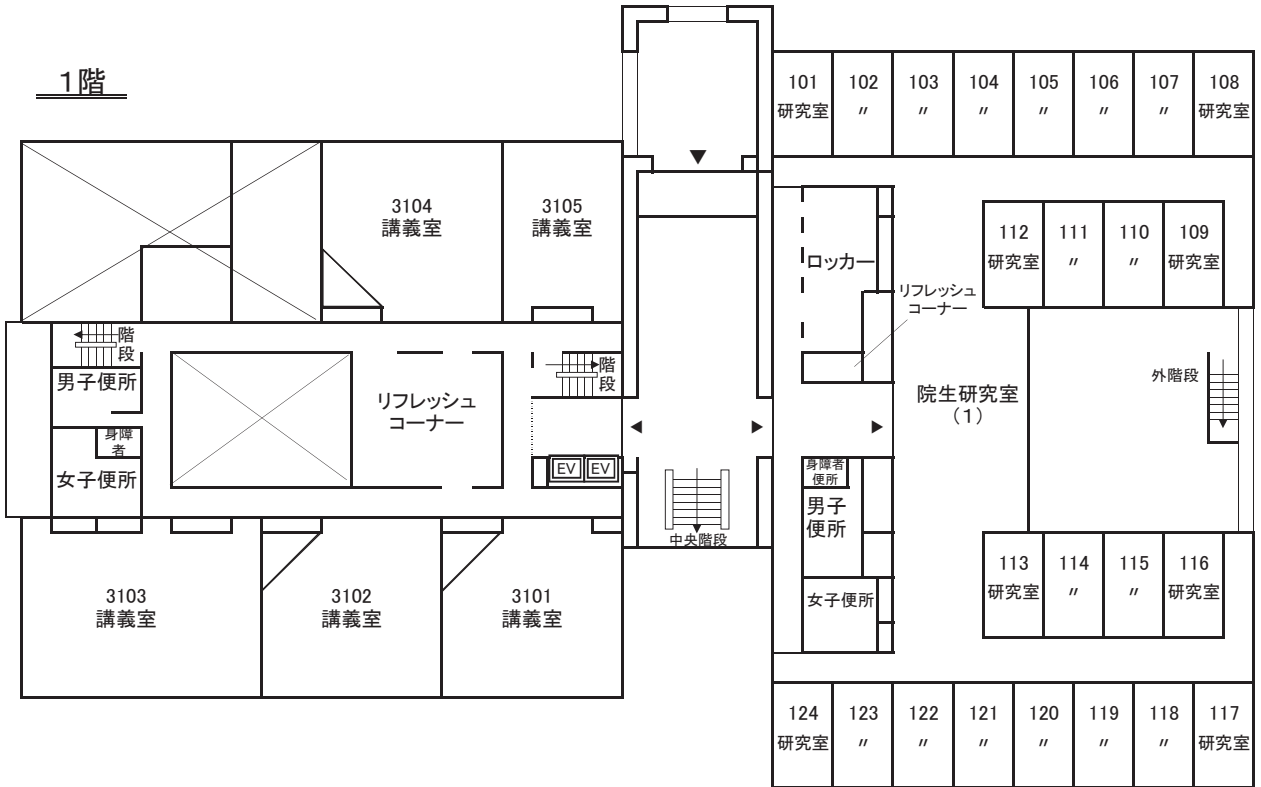 1階
101
研究室
102
〃
103
〃
104
〃
105
〃
106
〃
107
〃
108
研究室
3104
講義室
3105
講義室
ロッカー
リフレッシュ
コーナー
112
研究室
111
〃
110
〃
109
研究室
階
段
男子便所
身障
者
女子便所
リフレッシュ
コーナー
階
段
EV
EV
中央階段
身障者
便所
男子
便所
女子便所
院生研究室
(1)
外階段
113
研究室
114
〃
115
〃
116
研究室
3103
講義室
3102
講義室
3101
講義室
124
研究室
123
〃
122
〃
121
〃
120
〃
119
〃
118
〃
117
研究室